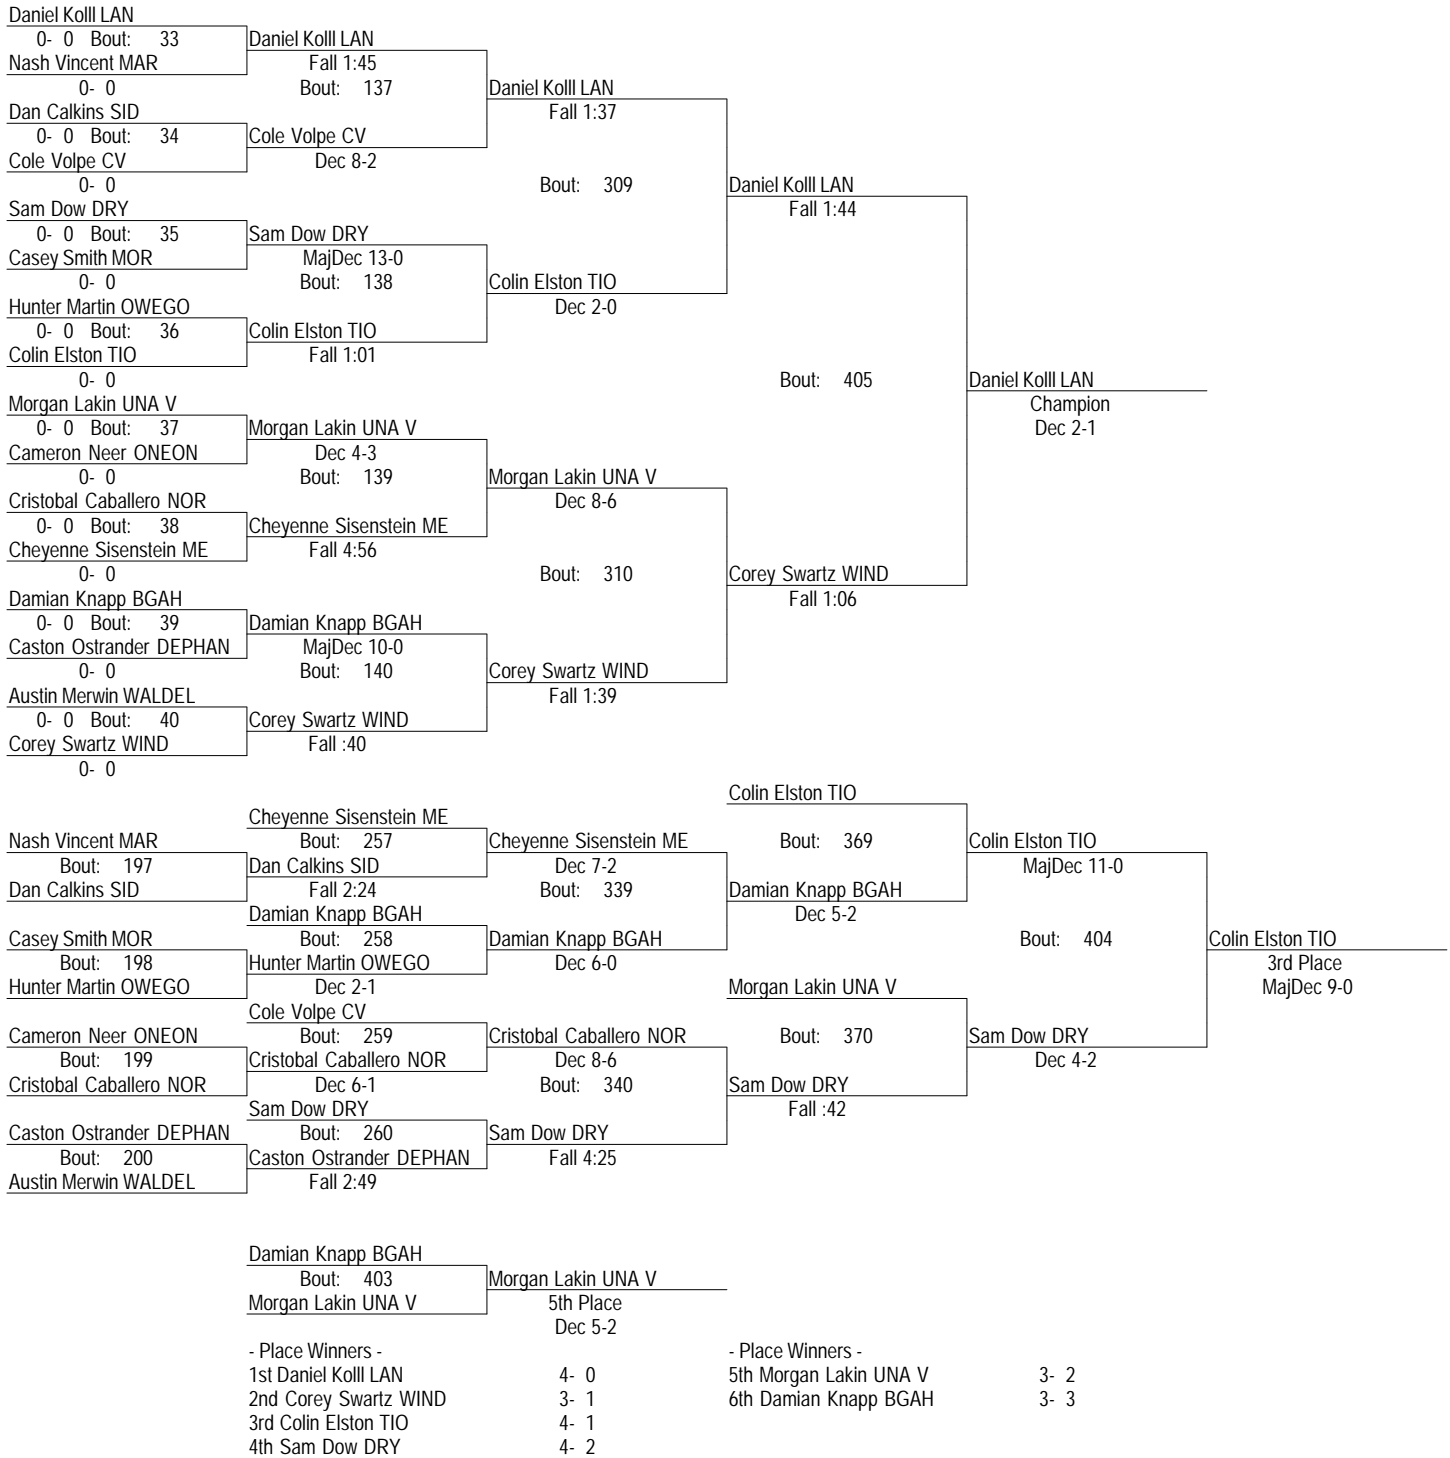 Daniel Kolll LAN
0- 0 Bout: 33 Daniel Kolll LAN
Nash Vincent MAR Fall 1:45
0- 0 Bout: 137 Daniel Kolll LAN
Dan Calkins SID Fall 1:37
0- 0 Bout: 34 Cole Volpe CV
Cole Volpe CV Dec 8-2
0- 0 Bout: 309 Daniel Kolll LAN
Sam Dow DRY Fall 1:44
0- 0 Bout: 35 Sam Dow DRY
Casey Smith MOR MajDec 13-0
0- 0 Bout: 138 Colin Elston TIO
Hunter Martin OWEGO Dec 2-0
0- 0 Bout: 36 Colin Elston TIO
Colin Elston TIO Fall 1:01
0- 0 Bout: 405 Daniel Kolll LAN
Morgan Lakin UNA V Champion
0- 0 Bout: 37 Morgan Lakin UNA V Dec 2-1
Cameron Neer ONEON Dec 4-3
0- 0 Bout: 139 Morgan Lakin UNA V
Cristobal Caballero NOR Dec 8-6
0- 0 Bout: 38 Cheyenne Sisenstein ME
Cheyenne Sisenstein ME Fall 4:56
0- 0 Bout: 310 Corey Swartz WIND
Damian Knapp BGAH Fall 1:06
0- 0 Bout: 39 Damian Knapp BGAH
Caston Ostrander DEPHAN MajDec 10-0
0- 0 Bout: 140 Corey Swartz WIND
Austin Merwin WALDEL Fall 1:39
0- 0 Bout: 40 Corey Swartz WIND
Corey Swartz WIND Fall :40
0- 0
Colin Elston TIO
Cheyenne Sisenstein ME
Nash Vincent MAR Bout: 257 Cheyenne Sisenstein ME Bout: 369 Colin Elston TIO
Bout: 197 Dan Calkins SID Dec 7-2 MajDec 11-0
Dan Calkins SID Fall 2:24 Bout: 339 Damian Knapp BGAH
Damian Knapp BGAH Dec 5-2
Casey Smith MOR Bout: 258 Damian Knapp BGAH Bout: 404 Colin Elston TIO
Bout: 198 Hunter Martin OWEGO Dec 6-0 3rd Place
Hunter Martin OWEGO Dec 2-1 Morgan Lakin UNA V MajDec 9-0
Cole Volpe CV
Cameron Neer ONEON Bout: 259 Cristobal Caballero NOR Bout: 370 Sam Dow DRY
Bout: 199 Cristobal Caballero NOR Dec 8-6 Dec 4-2
Cristobal Caballero NOR Dec 6-1 Bout: 340 Sam Dow DRY
Sam Dow DRY Fall :42
Caston Ostrander DEPHAN Bout: 260 Sam Dow DRY
Bout: 200 Caston Ostrander DEPHAN Fall 4:25
Austin Merwin WALDEL Fall 2:49
Damian Knapp BGAH
Bout: 403 Morgan Lakin UNA V
Morgan Lakin UNA V 5th Place
Dec 5-2
- Place Winners - - Place Winners -
1st Daniel Kolll LAN 4- 0 5th Morgan Lakin UNA V 3- 2
2nd Corey Swartz WIND 3- 1 6th Damian Knapp BGAH 3- 3
3rd Colin Elston TIO 4- 1
4th Sam Dow DRY 4- 2